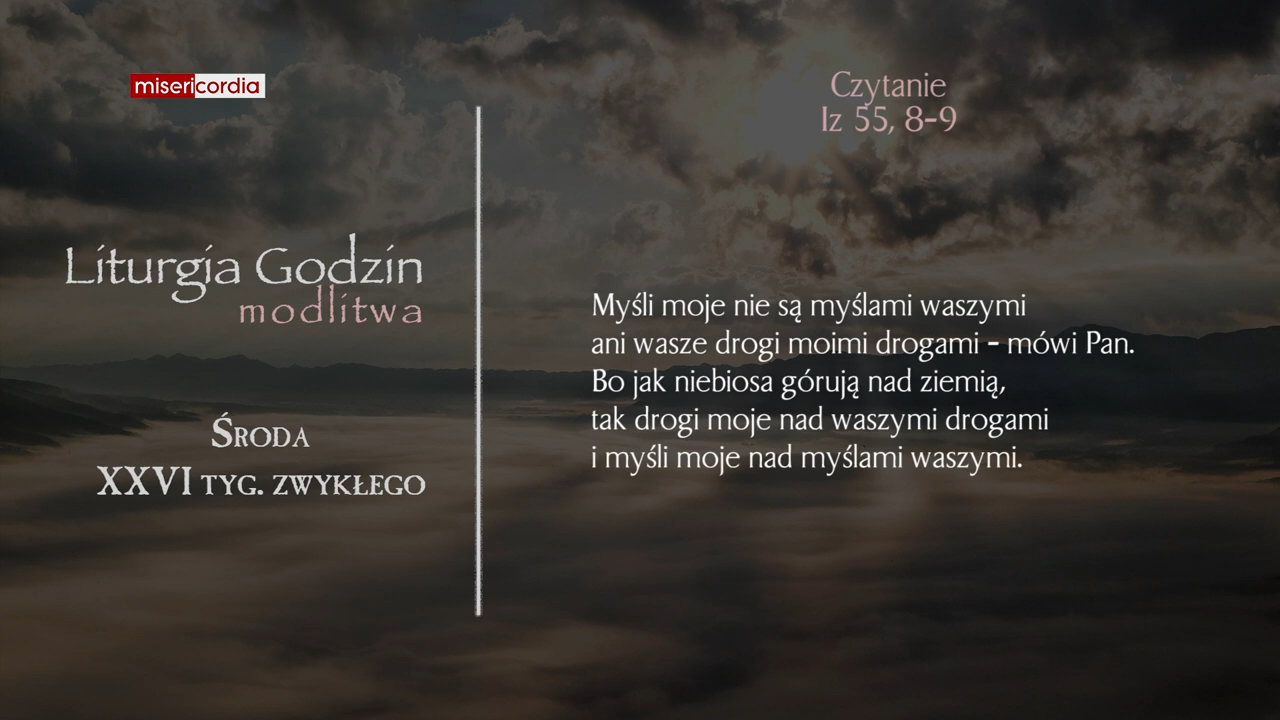 misericordia
Liturgia Godzin
modlitwa
Środa
XXVI tyg. zwykłego
Czytanie
Iz 55, 8-9
Myśli moje nie są myślami waszymi
ani wasze drogi moimi drogami - mówi Pan.
Bo jak niebiosa górują nad ziemią,
tak drogi moje nad waszymi drogami
i myśli moje nad myślami waszymi.